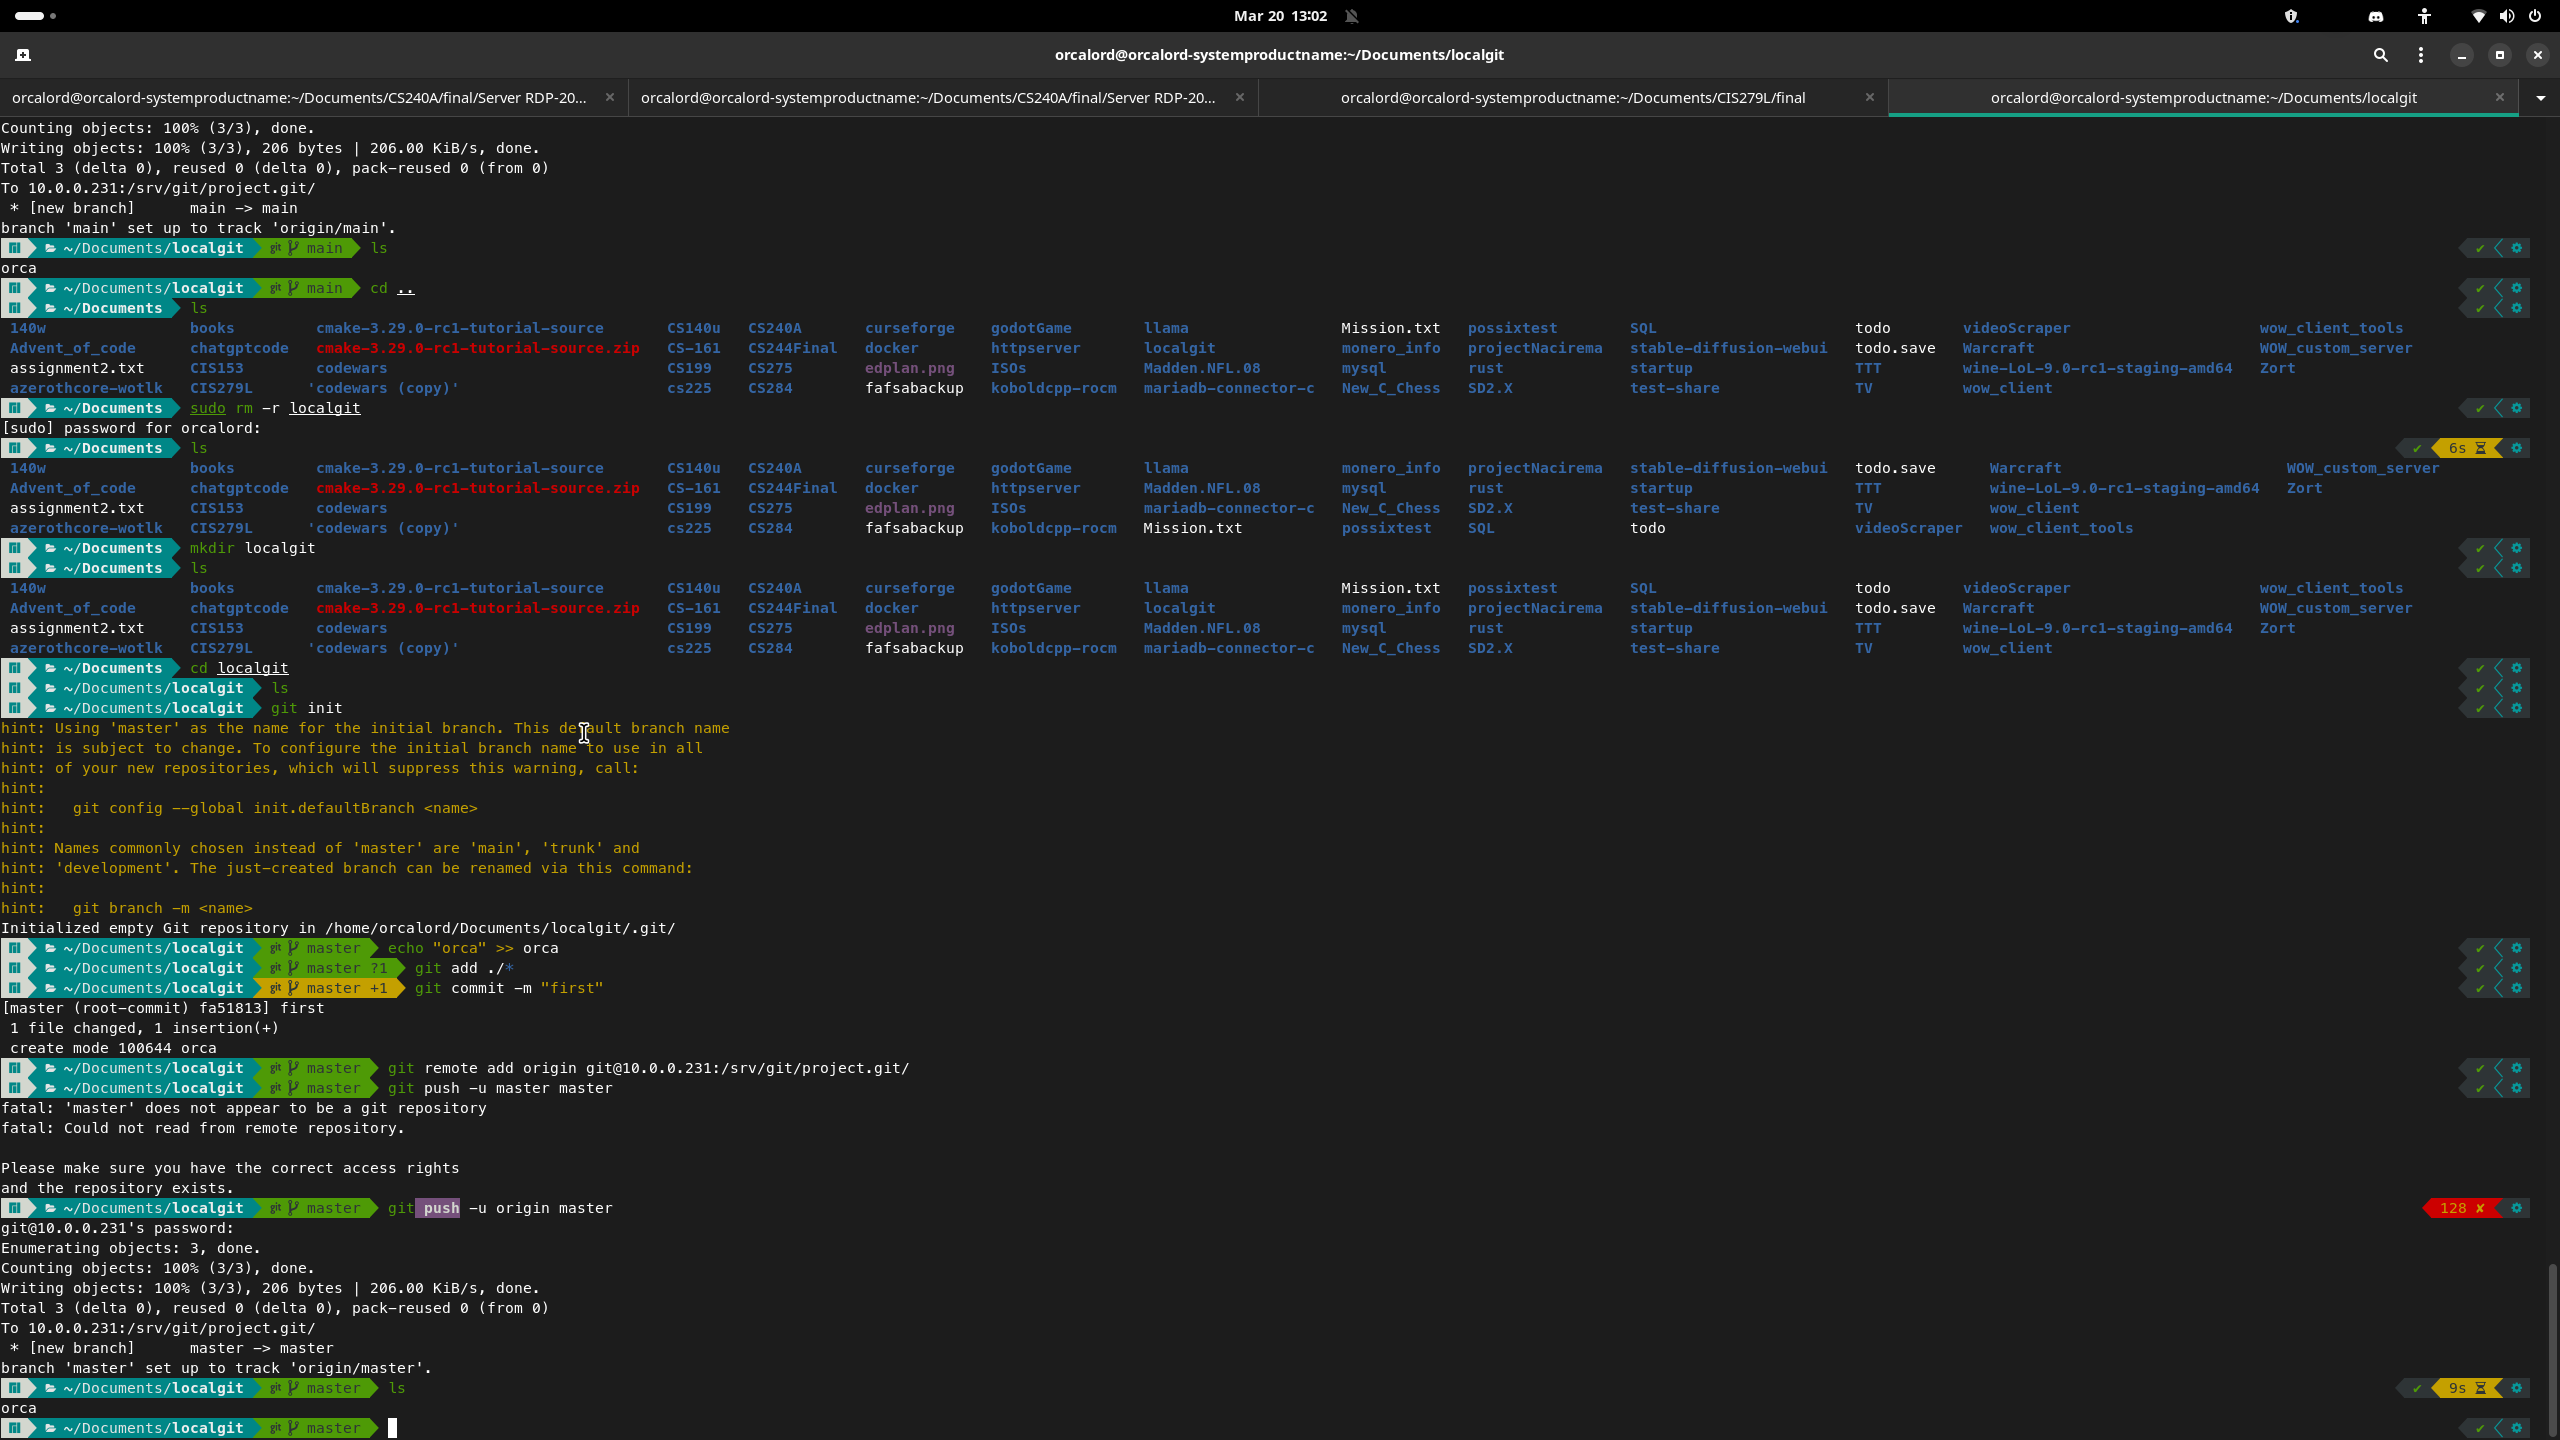 Mar 20 13:02
orcalord@orcalord-systemproductname:~/Documents/localgit
orcalord@orcalord-systemproductname:~/Documents/CS240A/final/Server RDP-20...
orcalord@orcalord-systemproductname:~/Documents/CS240A/final/Server RDP-20...
orcalord@orcalord-systemproductname:~/Documents/CIS279L/final
orcalord@orcalord-systemproductname:~/Documents/localgit
Counting objects: 100% (3/3), done.
Writing objects: 100% (3/3), 206 bytes | 206.00 KiB/s, done.
Total 3 (delta 0), reused 0 (delta 0), pack-reused 0 (from 0)
To 10.0.0.231:/srv/git/project.git/
 * [new branch]      main -> main
branch 'main' set up to track 'origin/main'.
~/Documents/localgit git main ls ✔
orca
~/Documents/localgit git main cd .. ✔
~/Documents ls ✔
140w books cmake-3.29.0-rc1-tutorial-source CS140u CS240A curseforge godotGame llama Mission.txt possixtest SQL todo videoScraper wow_client_tools
Advent_of_code chatgptcode cmake-3.29.0-rc1-tutorial-source.zip CS-161 CS244Final docker httpserver localgit monero_info projectNacirema stable-diffusion-webui todo.save Warcraft WOW_custom_server
assignment2.txt CIS153 codewars CS199 CS275 edplan.png ISOs Madden.NFL.08 mysql rust startup TTT wine-LoL-9.0-rc1-staging-amd64 Zort
azerothcore-wotlk CIS279L 'codewars (copy)' cs225 CS284 fafsabackup koboldcpp-rocm mariadb-connector-c New_C_Chess SD2.X test-share TV wow_client
~/Documents sudo rm -r localgit ✔
[sudo] password for orcalord:
~/Documents ls ✔ 6s
140w books cmake-3.29.0-rc1-tutorial-source CS140u CS240A curseforge godotGame llama monero_info projectNacirema stable-diffusion-webui todo.save Warcraft WOW_custom_server
Advent_of_code chatgptcode cmake-3.29.0-rc1-tutorial-source.zip CS-161 CS244Final docker httpserver Madden.NFL.08 mysql rust startup TTT wine-LoL-9.0-rc1-staging-amd64 Zort
assignment2.txt CIS153 codewars CS199 CS275 edplan.png ISOs mariadb-connector-c New_C_Chess SD2.X test-share TV wow_client
azerothcore-wotlk CIS279L 'codewars (copy)' cs225 CS284 fafsabackup koboldcpp-rocm Mission.txt possixtest SQL todo videoScraper wow_client_tools
~/Documents mkdir localgit ✔
~/Documents ls ✔
140w books cmake-3.29.0-rc1-tutorial-source CS140u CS240A curseforge godotGame llama Mission.txt possixtest SQL todo videoScraper wow_client_tools
Advent_of_code chatgptcode cmake-3.29.0-rc1-tutorial-source.zip CS-161 CS244Final docker httpserver localgit monero_info projectNacirema stable-diffusion-webui todo.save Warcraft WOW_custom_server
assignment2.txt CIS153 codewars CS199 CS275 edplan.png ISOs Madden.NFL.08 mysql rust startup TTT wine-LoL-9.0-rc1-staging-amd64 Zort
azerothcore-wotlk CIS279L 'codewars (copy)' cs225 CS284 fafsabackup koboldcpp-rocm mariadb-connector-c New_C_Chess SD2.X test-share TV wow_client
~/Documents cd localgit ✔
~/Documents/localgit ls ✔
~/Documents/localgit git init ✔
hint: Using 'master' as the name for the initial branch. This default branch name
hint: is subject to change. To configure the initial branch name to use in all
hint: of your new repositories, which will suppress this warning, call:
hint:
hint:   git config --global init.defaultBranch <name>
hint:
hint: Names commonly chosen instead of 'master' are 'main', 'trunk' and
hint: 'development'. The just-created branch can be renamed via this command:
hint:
hint:   git branch -m <name>
Initialized empty Git repository in /home/orcalord/Documents/localgit/.git/
~/Documents/localgit git master echo "orca" >> orca ✔
~/Documents/localgit git master ?1 git add ./* ✔
~/Documents/localgit git master +1 git commit -m "first" ✔
[master (root-commit) fa51813] first
 1 file changed, 1 insertion(+)
 create mode 100644 orca
~/Documents/localgit git master git remote add origin git@10.0.0.231:/srv/git/project.git/ ✔
~/Documents/localgit git master git push -u master master ✔
fatal: 'master' does not appear to be a git repository
fatal: Could not read from remote repository.
Please make sure you have the correct access rights
and the repository exists.
~/Documents/localgit git master git push -u origin master 128 ✘
git@10.0.0.231's password:
Enumerating objects: 3, done.
Counting objects: 100% (3/3), done.
Writing objects: 100% (3/3), 206 bytes | 206.00 KiB/s, done.
Total 3 (delta 0), reused 0 (delta 0), pack-reused 0 (from 0)
To 10.0.0.231:/srv/git/project.git/
 * [new branch]      master -> master
branch 'master' set up to track 'origin/master'.
~/Documents/localgit git master ls ✔ 9s
orca
~/Documents/localgit git master ✔